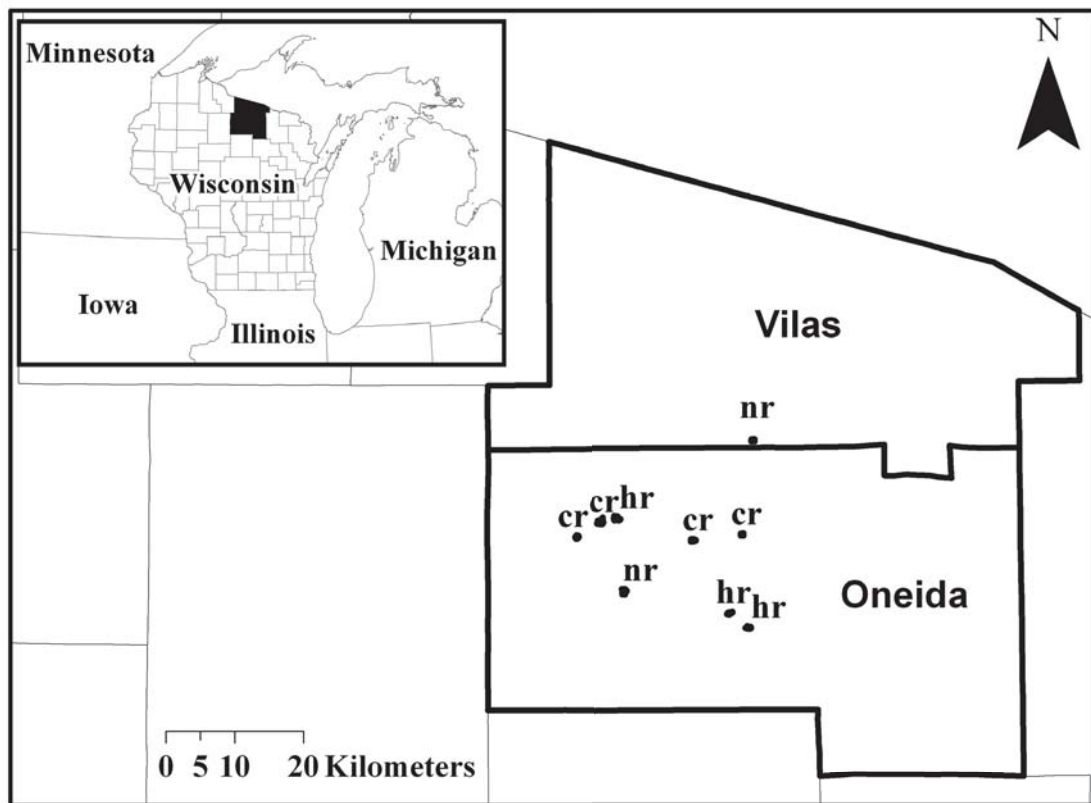 Minnesota
Wisconsin
Michigan
Iowa
Illinois
N
Vilas
nr
cr cr hr cr cr
nr
hr hr
Oneida
0 5 10 20 Kilometers